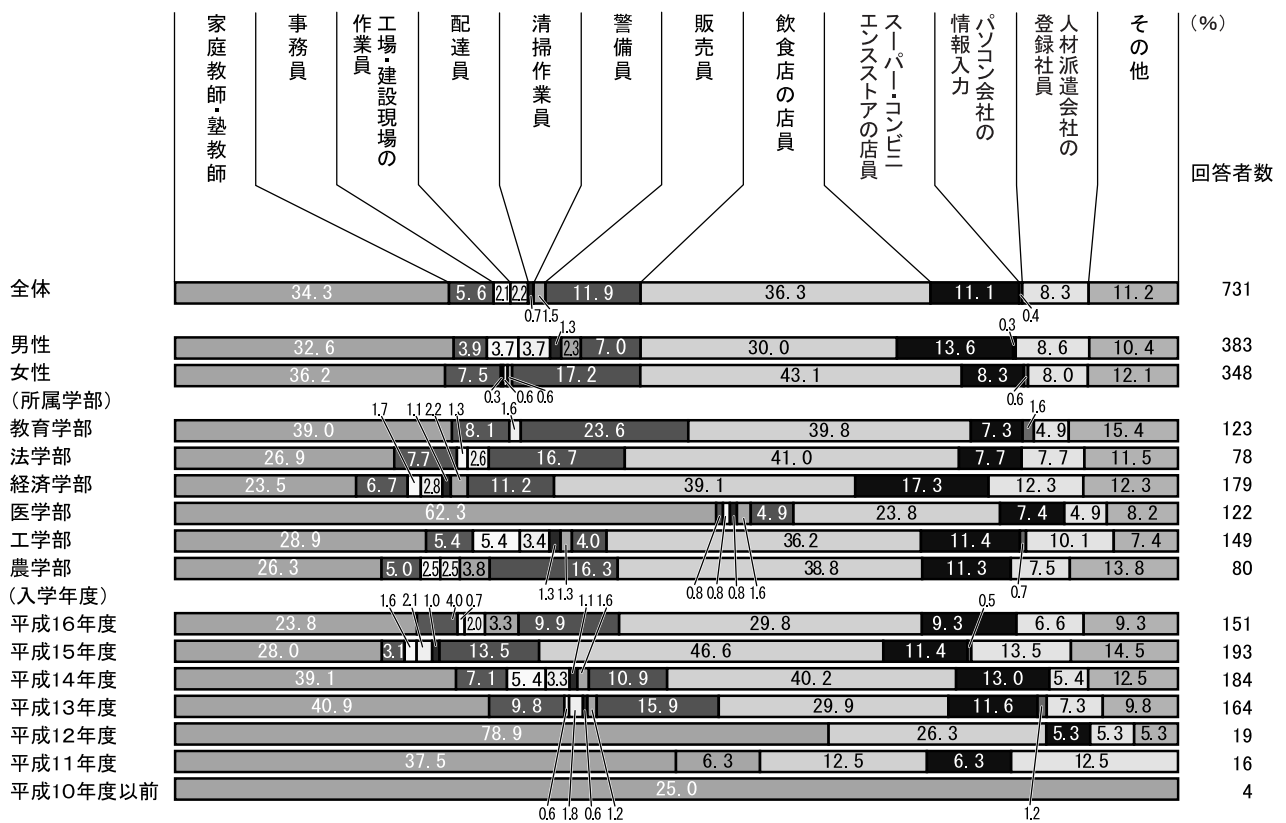 家庭教師・塾教師
事務員
工場・建設現場の
作業員
配達員
清掃作業員
警備員
販売員
飲食店の店員
スーパー・コンビニ
エンスストアの店員
パソコン会社の
情報入力
人材派遣会社の
登録社員
その他
(%)
回答者数
全体 34.3 5.6 2.1 2.2 11.9 36.3 11.1 8.3 11.2 731
0.7 1.5 0.4
1.3 0.3
男性 32.6 3.9 3.7 3.7 2.3 7.0 30.0 13.6 8.6 10.4 383
女性 36.2 7.5 17.2 43.1 8.3 8.0 12.1 348
0.3 0.6 0.6 0.6
(所属学部)
1.7 1.1 2.2 1.3 1.6 1.6
教育学部 39.0 8.1 23.6 39.8 7.3 4.9 15.4 123
法学部 26.9 7.7 2.6 16.7 41.0 7.7 7.7 11.5 78
経済学部 23.5 6.7 2.8 11.2 39.1 17.3 12.3 12.3 179
医学部 62.3 4.9 23.8 7.4 4.9 8.2 122
工学部 28.9 5.4 5.4 3.4 4.0 36.2 11.4 10.1 7.4 149
農学部 26.3 5.0 2.5 2.5 3.8 16.3 38.8 11.3 7.5 13.8 80
1.3 1.3 0.8 0.8 0.8 1.6 0.7
(入学年度)
1.6 2.1 1.0 4.0 0.7 1.1 1.6 0.5
平成16年度 23.8 2.0 3.3 9.9 29.8 9.3 6.6 9.3 151
平成15年度 28.0 3.1 13.5 46.6 11.4 13.5 14.5 193
平成14年度 39.1 7.1 5.4 3.3 10.9 40.2 13.0 5.4 12.5 184
平成13年度 40.9 9.8 15.9 29.9 11.6 7.3 9.8 164
平成12年度 78.9 26.3 5.3 5.3 5.3 19
平成11年度 37.5 6.3 12.5 6.3 12.5 16
平成10年度以前 25.0 4
0.6 1.8 0.6 1.2 1.2